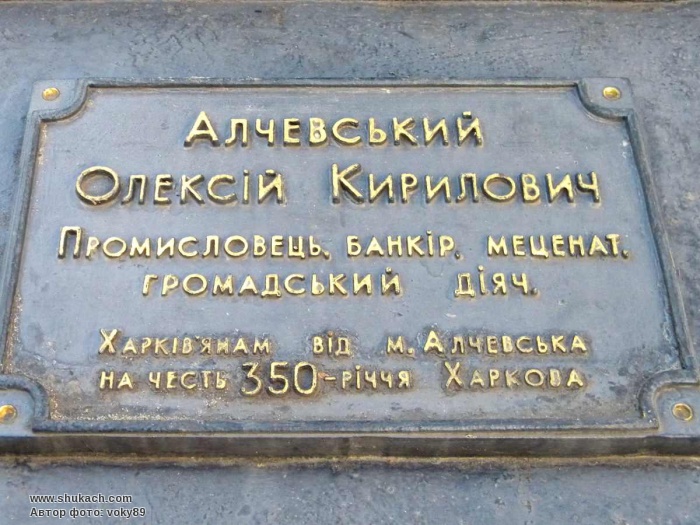 Алчевський
Олексій Кирилович
Промисловець, банкір, меценат,
громадський діяч.
Харків'янам від м. Алчевська
на честь 350-річчя Харкова
www.shukach.com
Автор фото: voky89